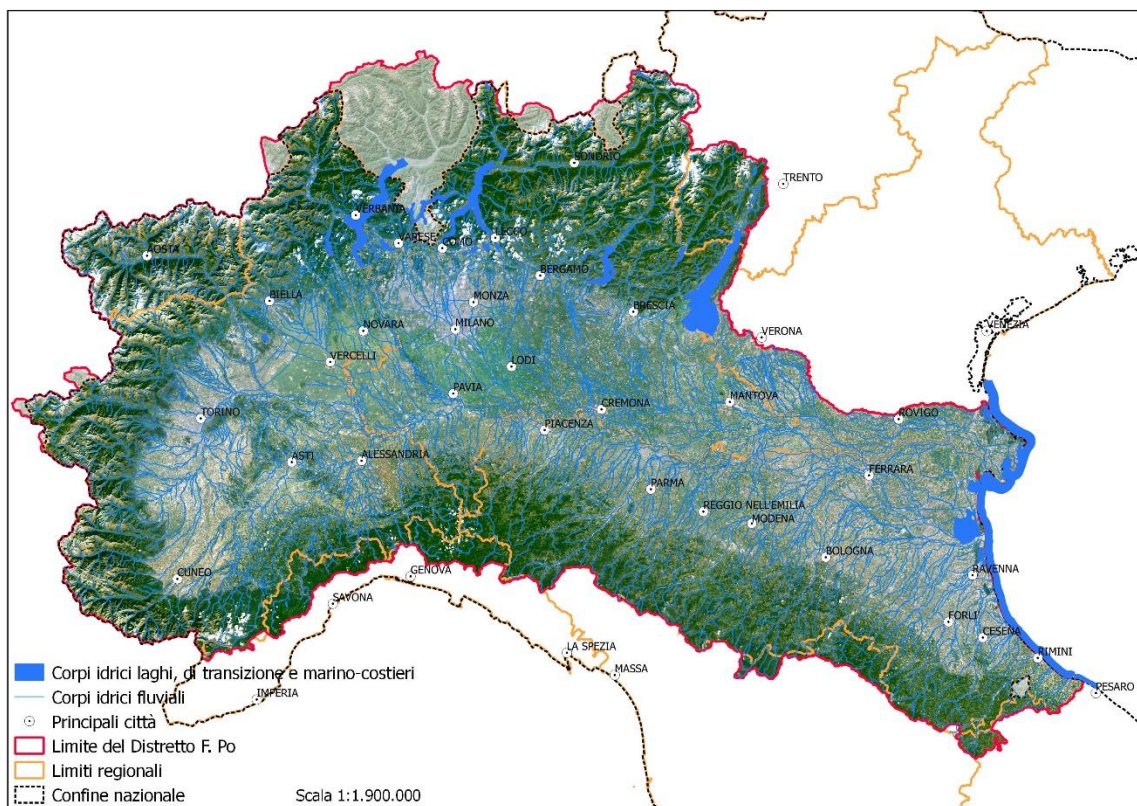 SONDRIO
TRENTO
VERBANIA
VARESE
COMO
LECCO
AOSTA
BERGAMO
BIELLA
MONZA
BRESCIA
NOVARA
MILANO
VENEZIA
VERONA
VERCELLI
LODI
PAVIA
MANTOVA
CREMONA
TORINO
ROVIGO
PIACENZA
ASTI
ALESSANDRIA
FERRARA
PARMA
REGGIO NELL'EMILIA
MODENA
BOLOGNA
GENOVA
CUNEO
RAVENNA
SAVONA
FORLI'
CESENA
LA SPEZIA
RIMINI
MASSA
PESARO
IMPERIA
Corpi idrici laghi, di transizione e marino-costieri
Corpi idrici fluviali
Principali città
Limite del Distretto F. Po
Limiti regionali
Confine nazionale
Scala 1:1.900.000